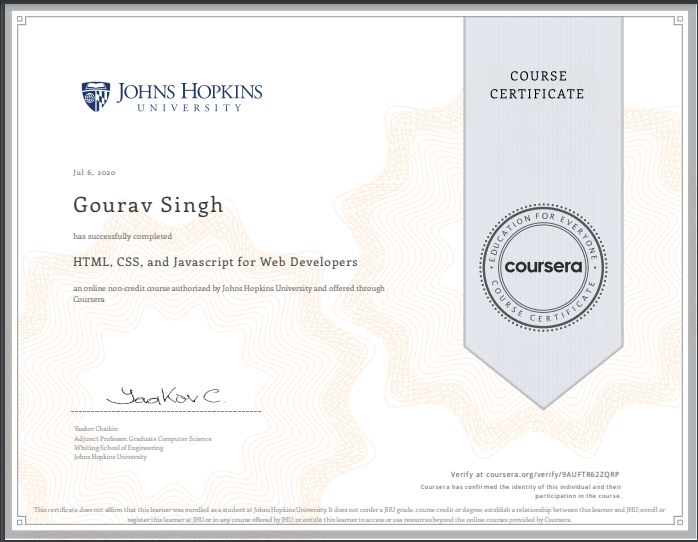 COURSE
CERTIFICATE
JOHNS HOPKINS
UNIVERSITY
Jul 6, 2020
Gourav Singh
has successfully completed
HTML, CSS, and Javascript for Web Developers
an online non-credit course authorized by Johns Hopkins University and offered through
Coursera
EDUCATION FOR EVERYONE
coursera
COURSE CERTIFICATE
Yaakov C.
Yaakov Chaikin
Adjunct Professor, Graduate Computer Science
Whiting School of Engineering
Johns Hopkins University
Verify at coursera.org/verify/9AUFTR62ZQRP
Coursera has confirmed the identity of this individual and their
participation in the course.
This certificate does not affirm that this learner was enrolled as a student at Johns Hopkins University. It does not confer a JHU grade, course credit or degree; establish a relationship between this learner and JHU; enroll or
register this learner at JHU or in any course offered by JHU; or entitle this learner to access or use resources beyond the online courses provided by Coursera.